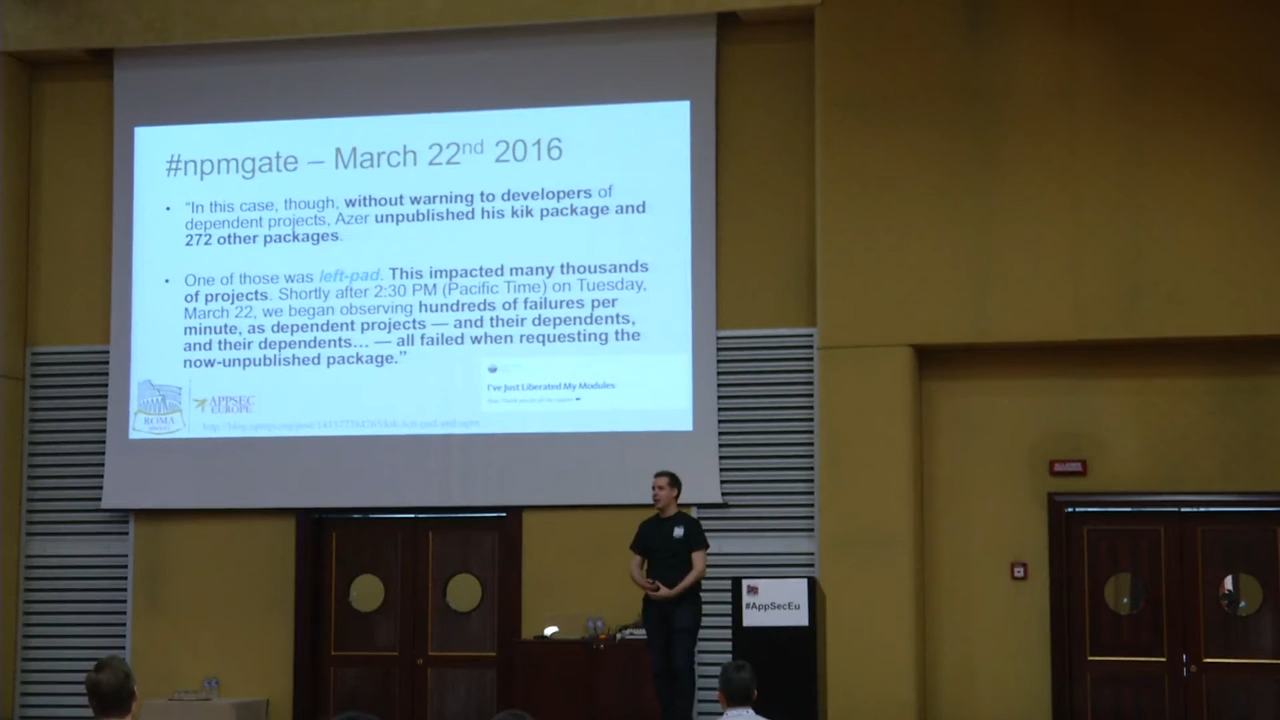 #npmgate – March 22nd 2016
• “In this case, though, without warning to developers of
dependent projects, Azer unpublished his kik package and
272 other packages.
• One of those was left-pad. This impacted many thousands
of projects. Shortly after 2:30 PM (Pacific Time) on Tuesday,
March 22, we began observing hundreds of failures per
minute, as dependent projects — and their dependents,
and their dependents… — all failed when requesting the
now-unpublished package.”
I've Just Liberated My Modules
ROMA
APPSEC
EUROPE
#AppSecEu